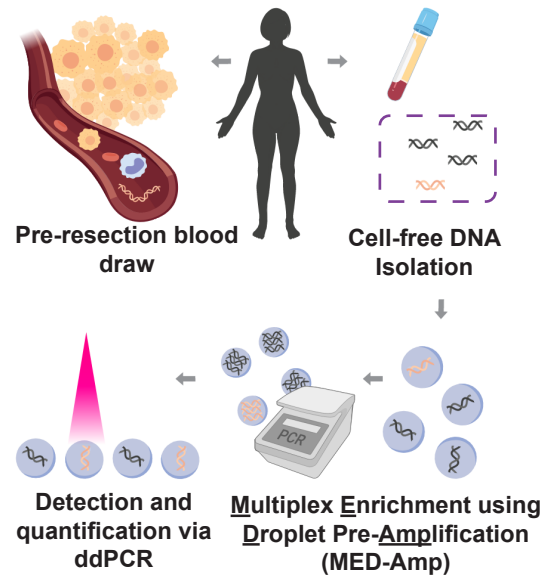 Pre-resection blood
draw
Cell-free DNA
Isolation
PCR
Detection and
quantification via
ddPCR
Multiplex Enrichment using
Droplet Pre-Amplification
(MED-Amp)